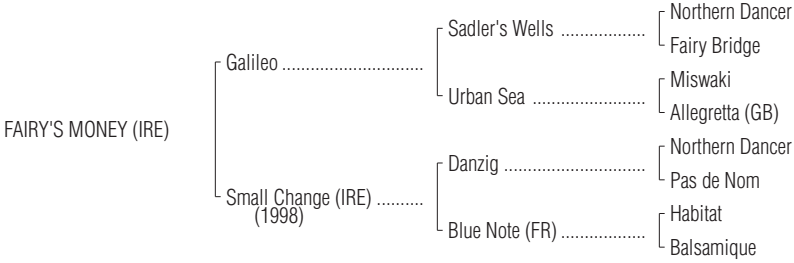 Northern Dancer
Sadler's Wells ....................
Fairy Bridge
Galileo ..................................
Miswaki
Urban Sea ...........................
Allegretta (GB)
FAIRY'S MONEY (IRE)
Northern Dancer
Danzig ..................................
Pas de Nom
Small Change (IRE) ...........
(1998)
Habitat
Blue Note (FR) ....................
Balsamique